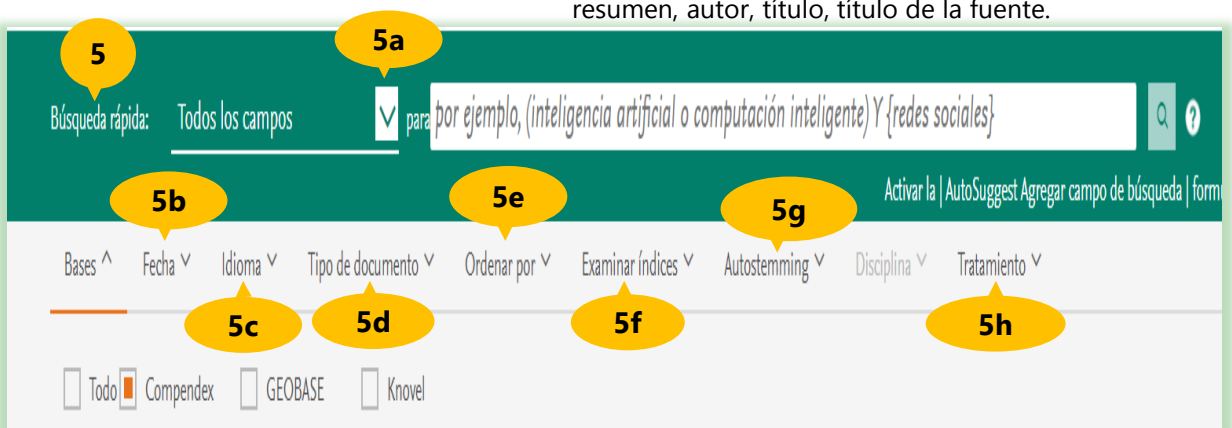 resumen, autor, título, título de la fuente.
5
5a
Búsqueda rápida: Todos los campos para por ejemplo, (inteligencia artificial o computación inteligente) Y {redes sociales} ?
Activar la | AutoSuggest Agregar campo de búsqueda | form
5b
5e
5g
Bases Fecha Idioma Tipo de documento Ordenar por Examinar índices Autostemming Disciplina Tratamiento
5c
5d
5f
5h
Todo Compendex GEOBASE Knovel